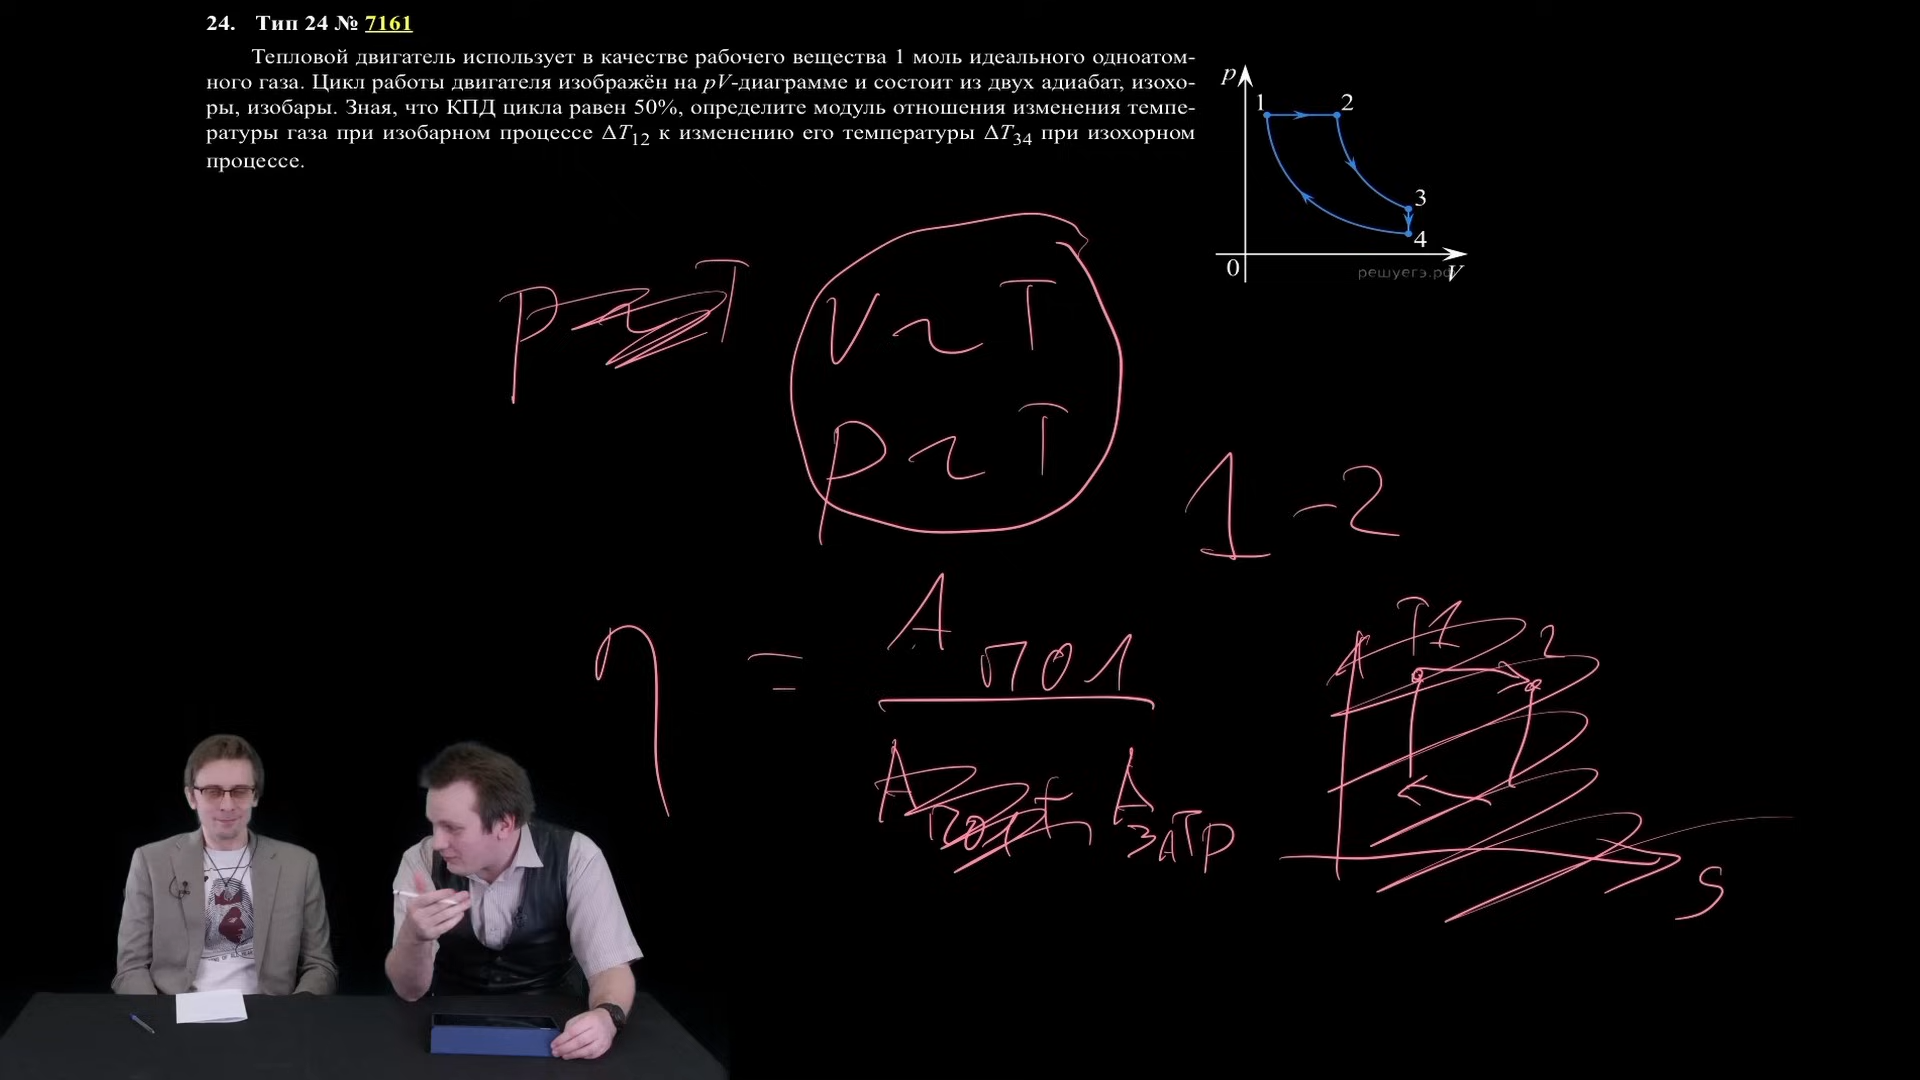 24. Тип 24 № 7161
Тепловой двигатель использует в качестве рабочего вещества 1 моль идеального одноатом-
ного газа. Цикл работы двигателя изображён на pV-диаграмме и состоит из двух адиабат, изохо-
ры, изобары. Зная, что КПД цикла равен 50%, определите модуль отношения изменения темпе-
ратуры газа при изобарном процессе ΔT12 к изменению его температуры ΔT34 при изохорном
процессе.
p
1
2
3
4
0
V
решуегэ.рф
p ~ T
V ~ T
p ~ T
1 - 2
η = Aпол
Aзатр
T
1
2
S